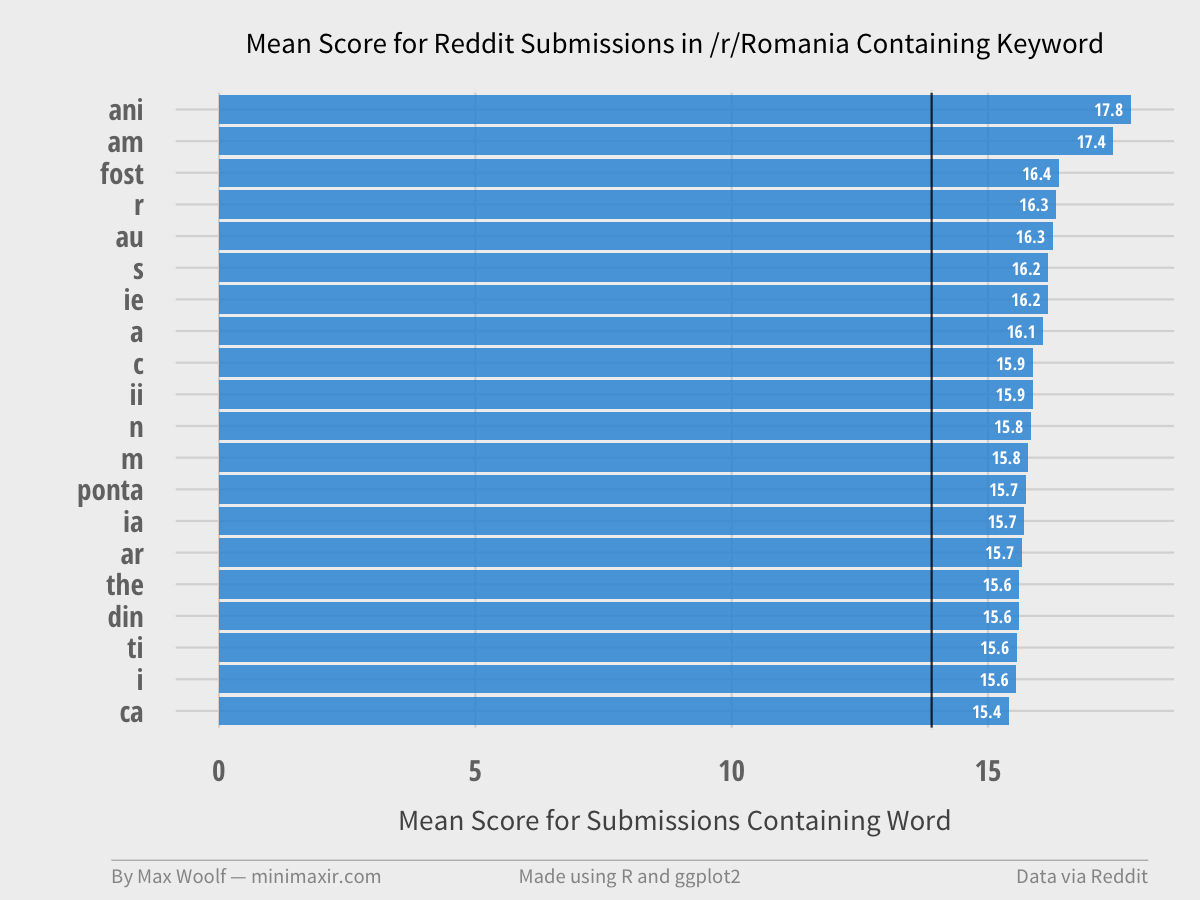 Mean Score for Reddit Submissions in /r/Romania Containing Keyword
ani 17.8
am 17.4
fost 16.4
r 16.3
au 16.3
s 16.2
ie 16.2
a 16.1
c 15.9
ii 15.9
n 15.8
m 15.8
ponta 15.7
ia 15.7
ar 15.7
the 15.6
din 15.6
ti 15.6
i 15.6
ca 15.4
0 5 10 15
Mean Score for Submissions Containing Word
By Max Woolf — minimaxir.com Made using R and ggplot2 Data via Reddit